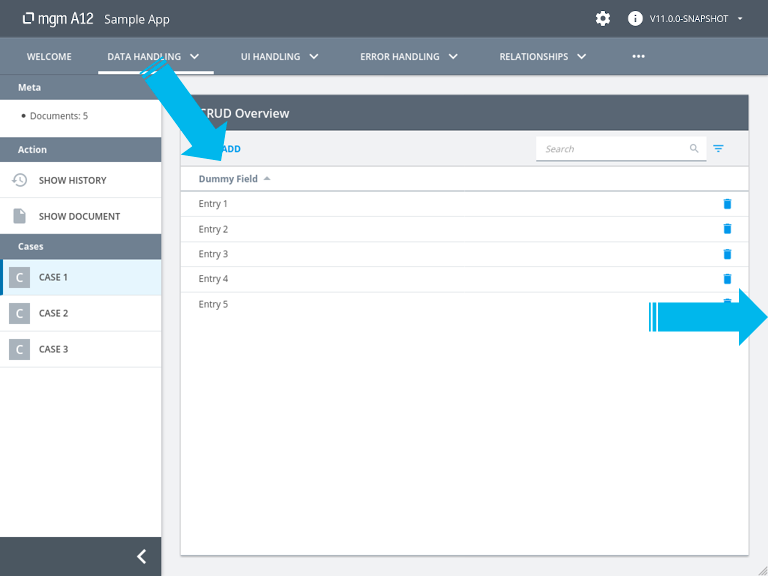 mgm A12 Sample App
V11.0.0-SNAPSHOT
WELCOME
DATA HANDLING
UI HANDLING
ERROR HANDLING
RELATIONSHIPS
Meta
Documents: 5
Action
SHOW HISTORY
SHOW DOCUMENT
Cases
C CASE 1
C CASE 2
C CASE 3
CRUD Overview
ADD
Search
Dummy Field
Entry 1
Entry 2
Entry 3
Entry 4
Entry 5